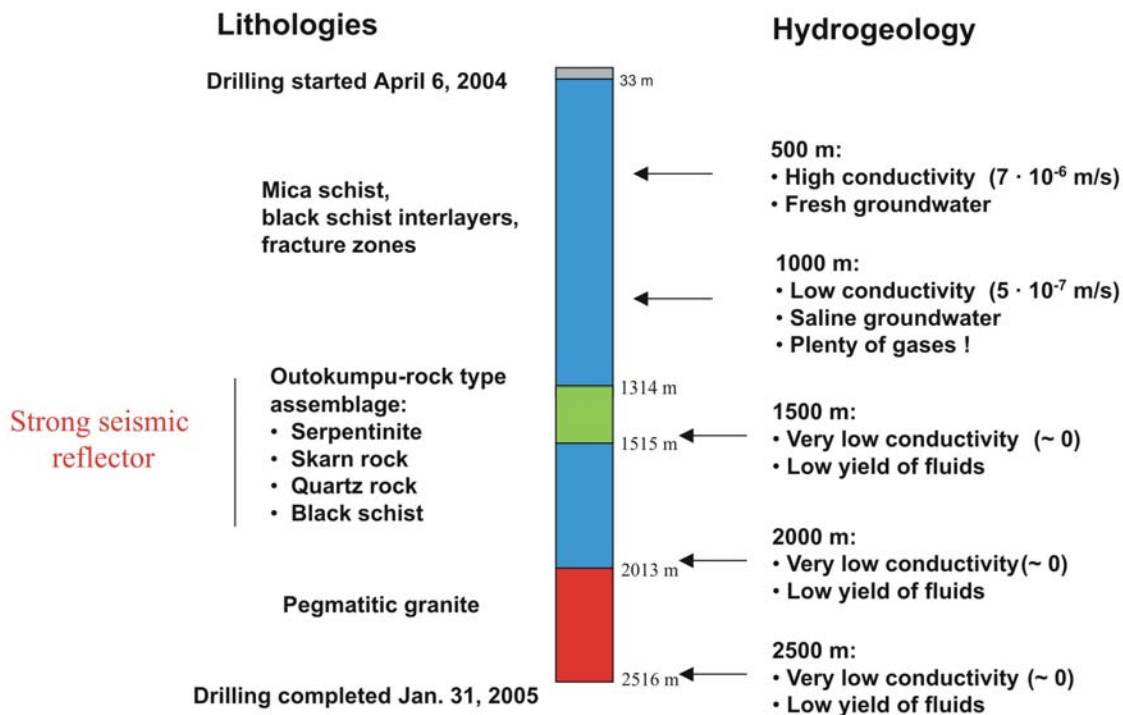 Lithologies
Drilling started April 6, 2004
Mica schist,
black schist interlayers,
fracture zones
Strong seismic
reflector
Outokumpu-rock type
assemblage:
• Serpentinite
• Skarn rock
• Quartz rock
• Black schist
Pegmatitic granite
Drilling completed Jan. 31, 2005
33 m
1314 m
1515 m
2013 m
2516 m
Hydrogeology
500 m:
• High conductivity (7 · 10⁻⁶ m/s)
• Fresh groundwater
1000 m:
• Low conductivity (5 · 10⁻⁷ m/s)
• Saline groundwater
• Plenty of gases !
1500 m:
• Very low conductivity (~ 0)
• Low yield of fluids
2000 m:
• Very low conductivity (~ 0)
• Low yield of fluids
2500 m:
• Very low conductivity (~ 0)
• Low yield of fluids